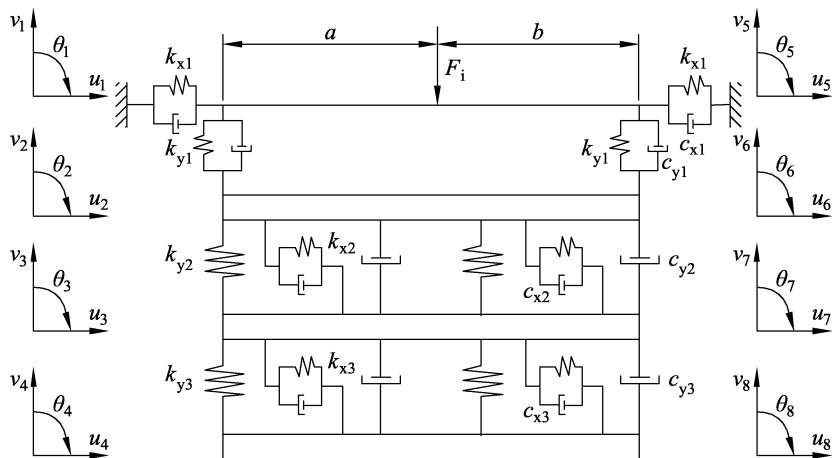 v1 a b v5
θ1 kx1 Fi kx1 θ5
u1 u5
v2 ky1 ky1 cx1 v6
θ2 cy1 θ6
u2 u6
v3 ky2 kx2 cy2 v7
θ3 cx2 θ7
u3 u7
v4 ky3 kx3 cy3 v8
θ4 cx3 θ8
u4 u8